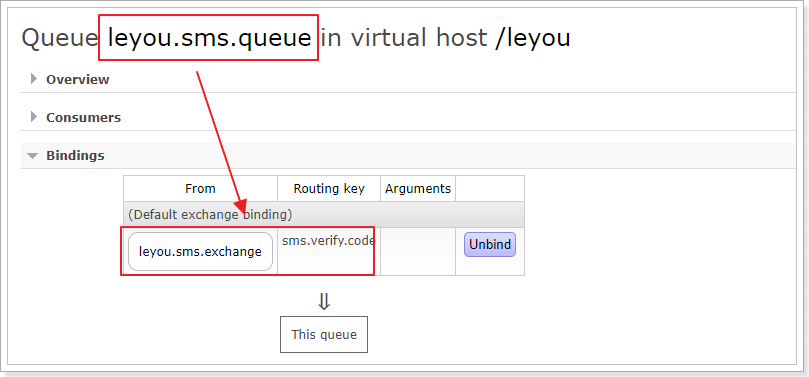 Queue leyou.sms.queue in virtual host /leyou
Overview
Consumers
Bindings
From Routing key Arguments
(Default exchange binding)
leyou.sms.exchange sms.verify.code Unbind
⇓
This queue